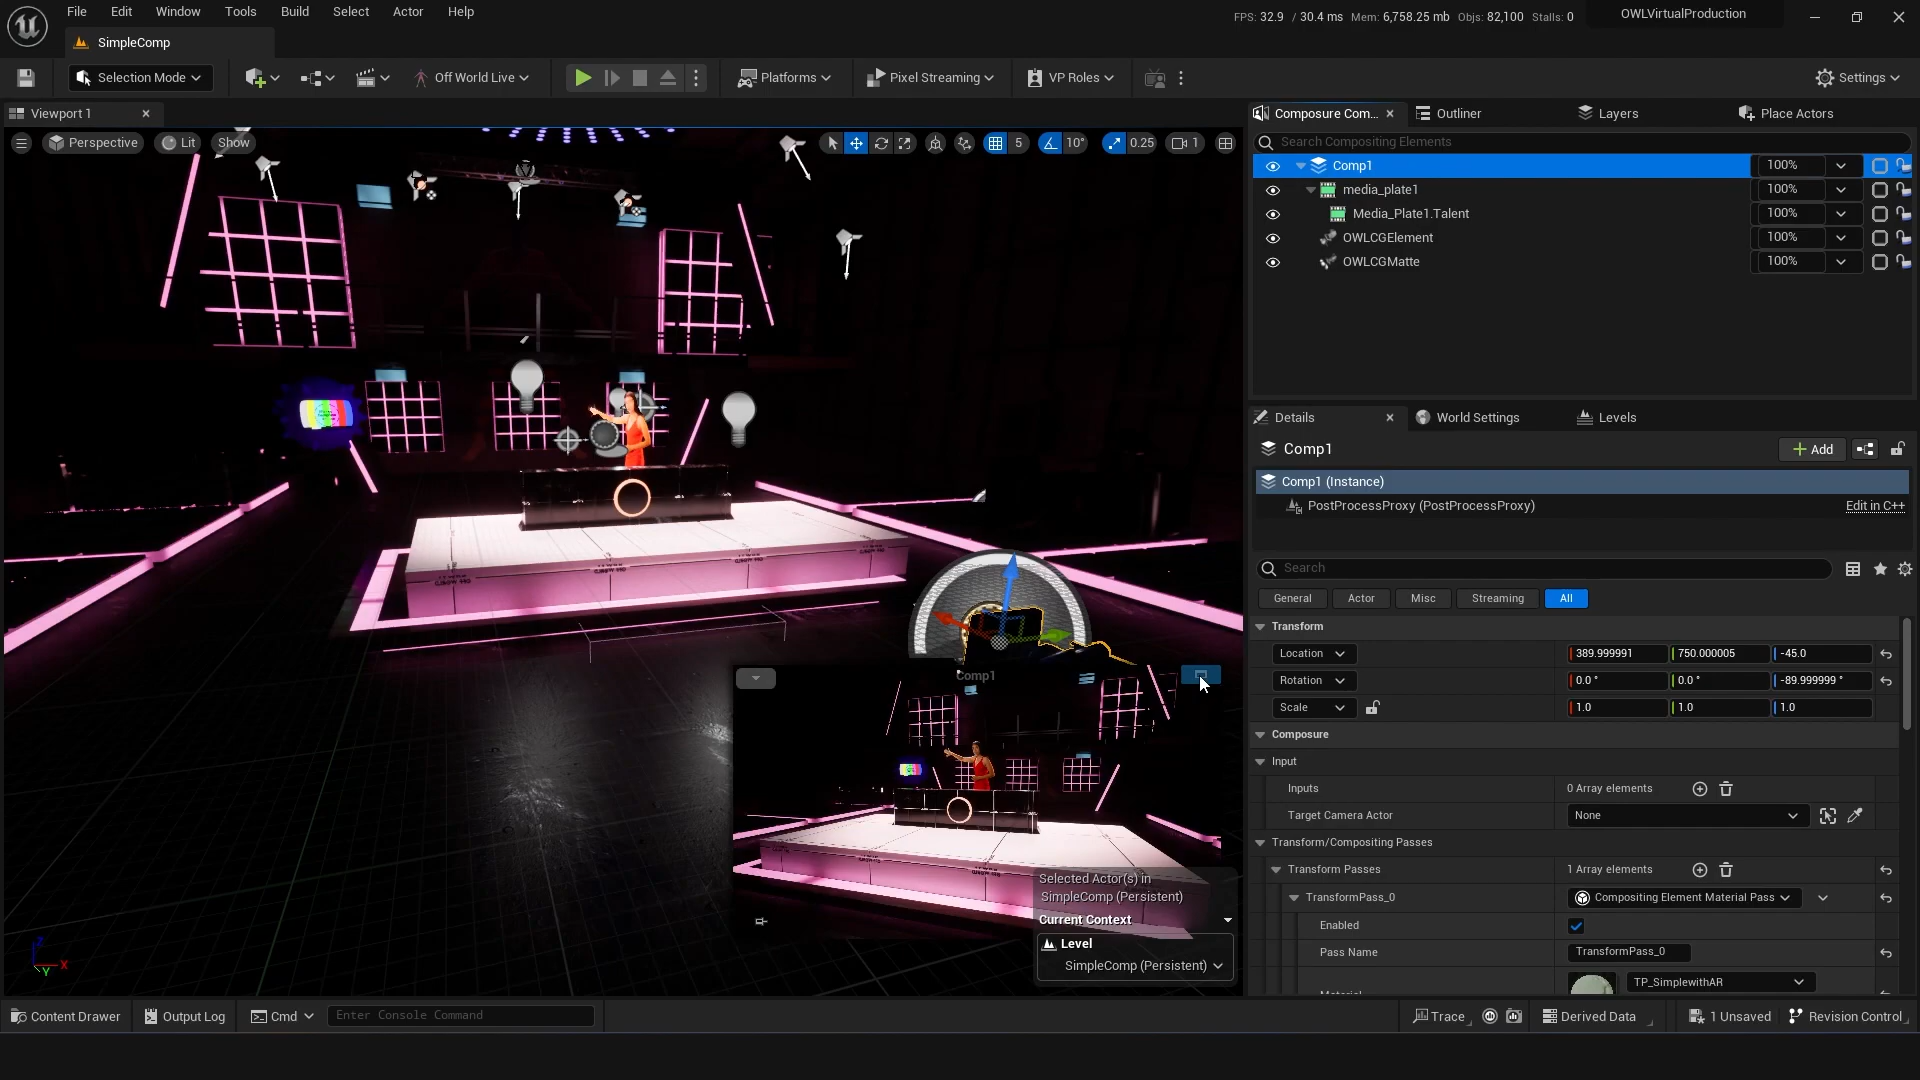 File Edit Window Tools Build Select Actor Help
FPS: 32.9 / 30.4 ms Mem: 6,758.25 mb Objs: 82,100 Stalls: 0
OWLVirtualProduction
SimpleComp
Selection Mode
Off World Live
Platforms
Pixel Streaming
VP Roles
Settings
Viewport 1
Perspective
Lit
Show
5
10°
0.25
1
Composure Com...
Outliner
Layers
Place Actors
Search Compositing Elements
Comp1 100%
media_plate1 100%
Media_Plate1.Talent 100%
OWLCGElement 100%
OWLCGMatte 100%
Details
World Settings
Levels
Comp1
Add
Comp1 (Instance)
PostProcessProxy (PostProcessProxy) Edit in C++
Search
General Actor Misc Streaming All
Transform
Location 389.999991 750.000005 -45.0
Rotation 0.0 ° 0.0 ° -89.999999 °
Scale 1.0 1.0 1.0
Composure
Input
Inputs 0 Array elements
Target Camera Actor None
Transform/Compositing Passes
Transform Passes 1 Array elements
TransformPass_0 Compositing Element Material Pass
Enabled
Pass Name TransformPass_0
Material TP_SimplewithAR
Comp1
Selected Actor(s) in
SimpleComp (Persistent)
Current Context
Level
SimpleComp (Persistent)
Z
X
Y
Content Drawer
Output Log
Cmd
Enter Console Command
Trace
Derived Data
1 Unsaved
Revision Control